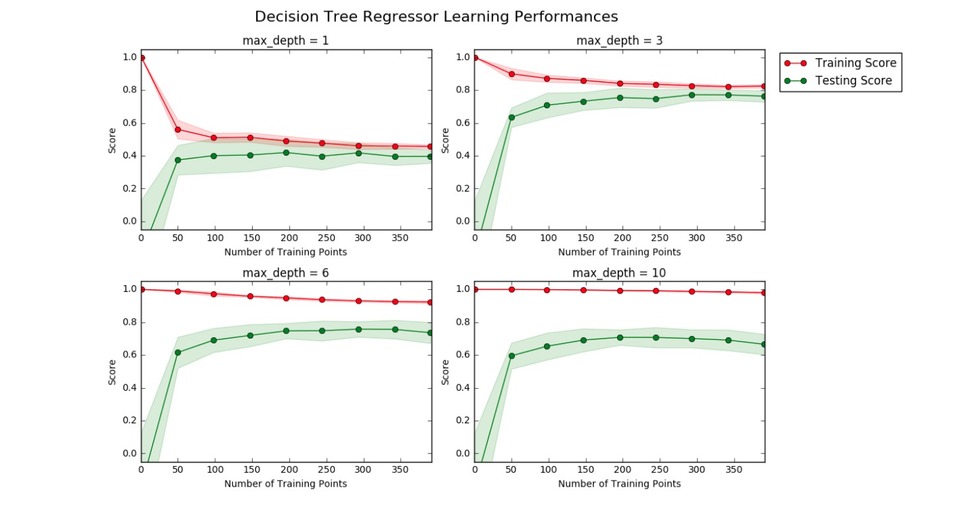 Decision Tree Regressor Learning Performances
max_depth = 1
1.0
0.8
0.6
0.4
0.2
0.0
Score
0 50 100 150 200 250 300 350
Number of Training Points
max_depth = 3
1.0
0.8
0.6
0.4
0.2
0.0
Score
0 50 100 150 200 250 300 350
Number of Training Points
Training Score
Testing Score
max_depth = 6
1.0
0.8
0.6
0.4
0.2
0.0
Score
0 50 100 150 200 250 300 350
Number of Training Points
max_depth = 10
1.0
0.8
0.6
0.4
0.2
0.0
Score
0 50 100 150 200 250 300 350
Number of Training Points